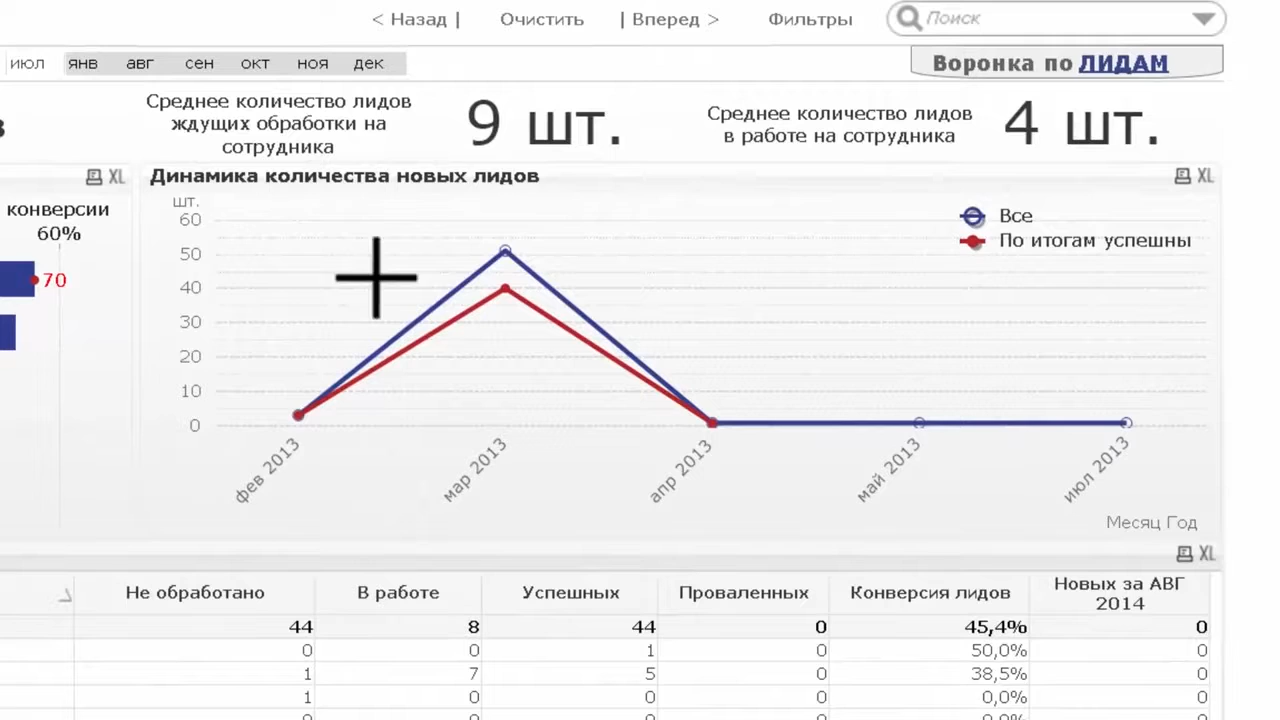 < Назад | Очистить | Вперед > Фильтры Поиск
июл янв авг сен окт ноя дек
Воронка по ЛИДАМ
Среднее количество лидов
ждущих обработки на
сотрудника
9 шт.
Среднее количество лидов
в работе на сотрудника
4 шт.
XL
конверсии
60%
70
Динамика количества новых лидов
XL
шт.
60
50
40
30
20
10
0
Все
По итогам успешны
фев 2013
мар 2013
апр 2013
май 2013
июл 2013
Месяц Год
XL
Не обработано В работе Успешных Проваленных Конверсия лидов Новых за АВГ
2014
44 8 44 0 45,4% 0
0 0 1 0 50,0% 0
1 7 5 0 38,5% 0
1 0 0 0 0,0% 0